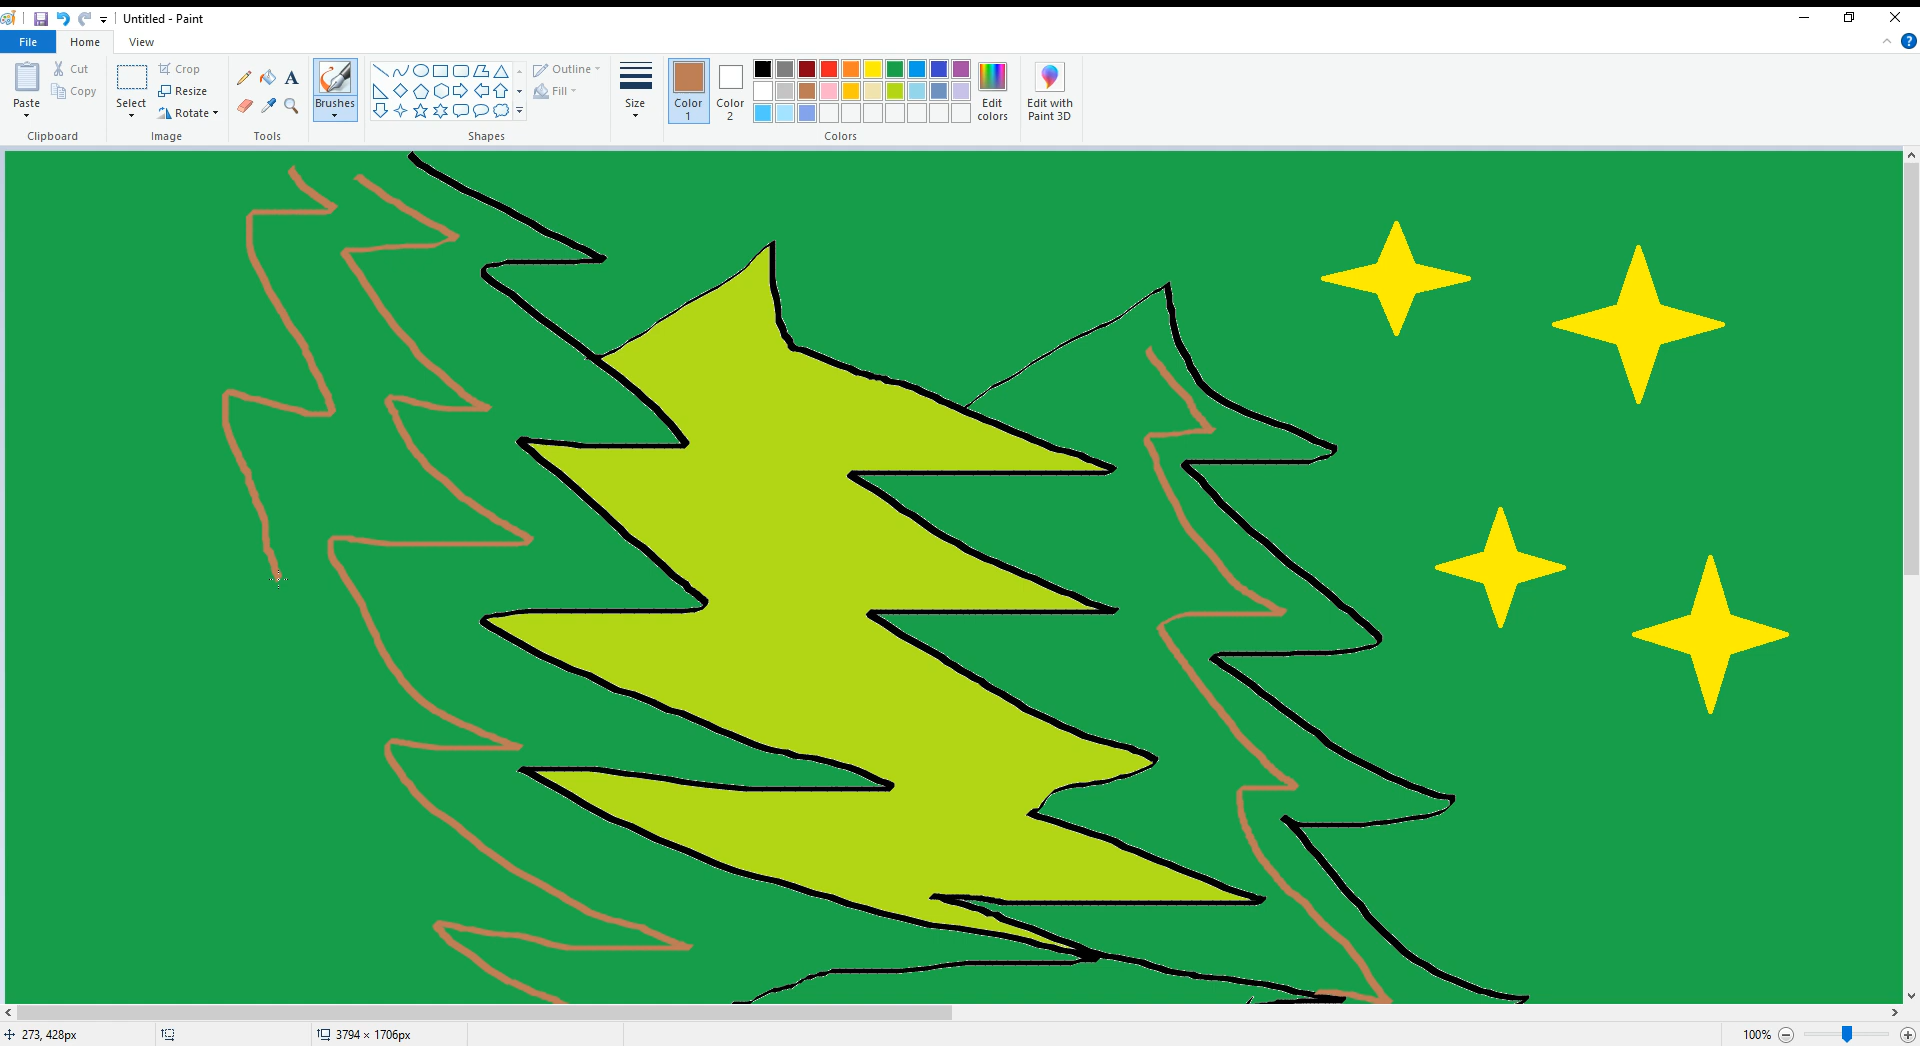 Untitled - Paint
File Home View
Paste
Cut
Copy
Clipboard
Select
Crop
Resize
Rotate
Image
A
Tools
Brushes
Shapes
Outline
Fill
Size
Color 1
Color 2
Edit colors
Colors
Edit with Paint 3D
?
273, 428px
3794 × 1706px
100%